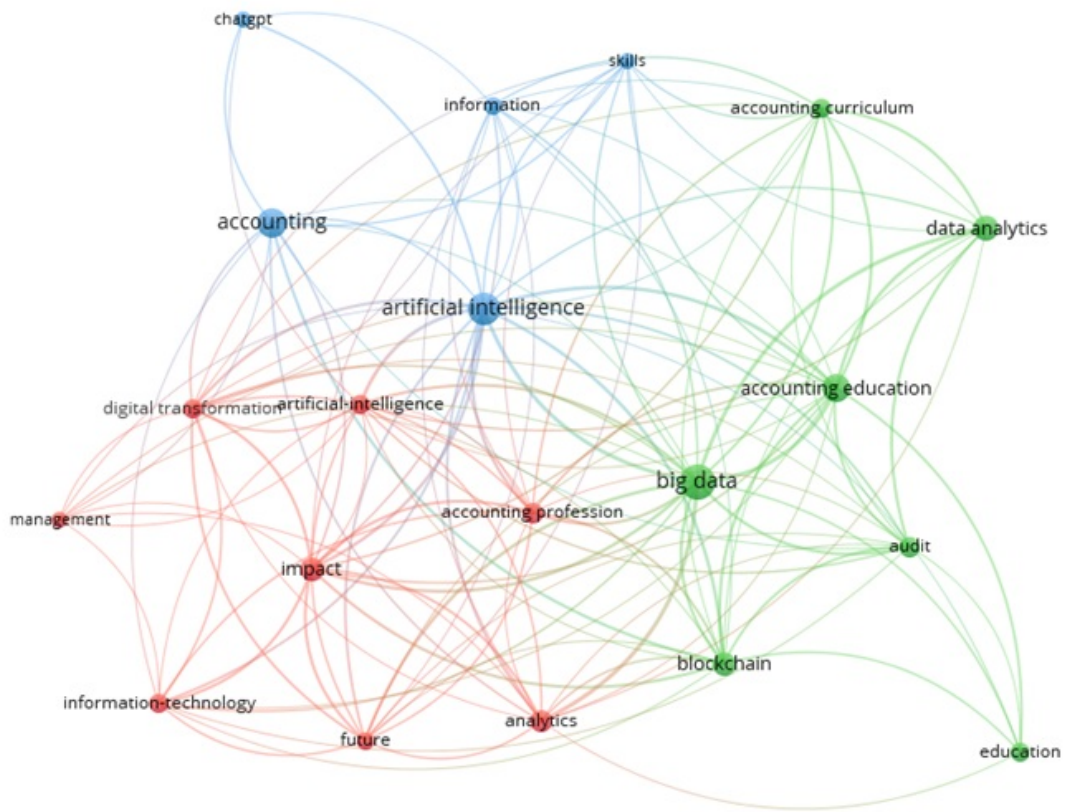 chatgpt
skills
information
accounting curriculum
accounting
data analytics
artificial intelligence
accounting education
digital transformation
artificial-intelligence
big data
management
accounting profession
audit
impact
blockchain
information-technology
analytics
future
education